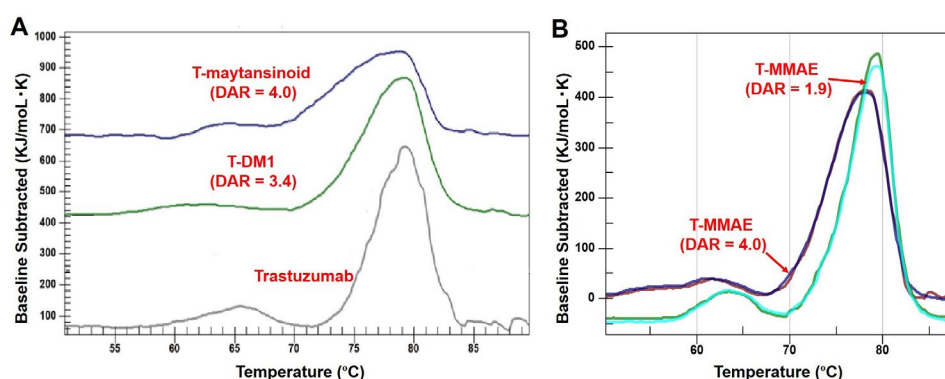 A
Baseline Subtracted (KJ/moL·K)
1000
900
800
700
600
500
400
300
200
100
T-maytansinoid
(DAR = 4.0)
T-DM1
(DAR = 3.4)
Trastuzumab
55
60
65
70
75
80
85
Temperature (ºC)
B
Baseline Subtracted (KJ/moL·K)
500
400
300
200
100
0
T-MMAE
(DAR = 1.9)
T-MMAE
(DAR = 4.0)
60
70
80
Temperature (ºC)